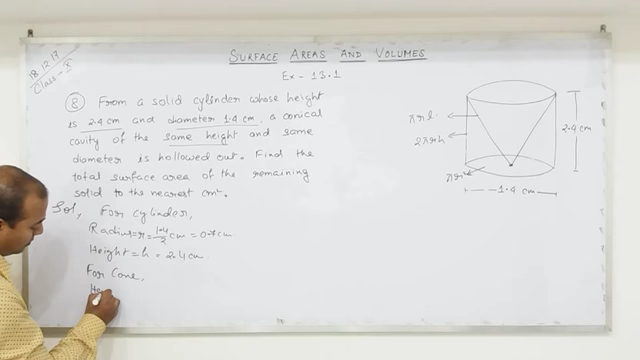 18.12.17
Class-3
SURFACE AREAS AND VOLUMES
Ex - 13.1
8 From a solid cylinder whose height
is 2.4 cm and diameter 1.4 cm, a conical
cavity of the same height and same
diameter is hollowed out. Find the
total surface area of the remaining
solid to the nearest cm².
Sol, For cylinder,
Radius=r=1.4/2 cm = 0.7cm
Height = h = 2.4 cm.
For Cone,
He
πrl
2πrh
πr²
2.4 cm
1.4 cm